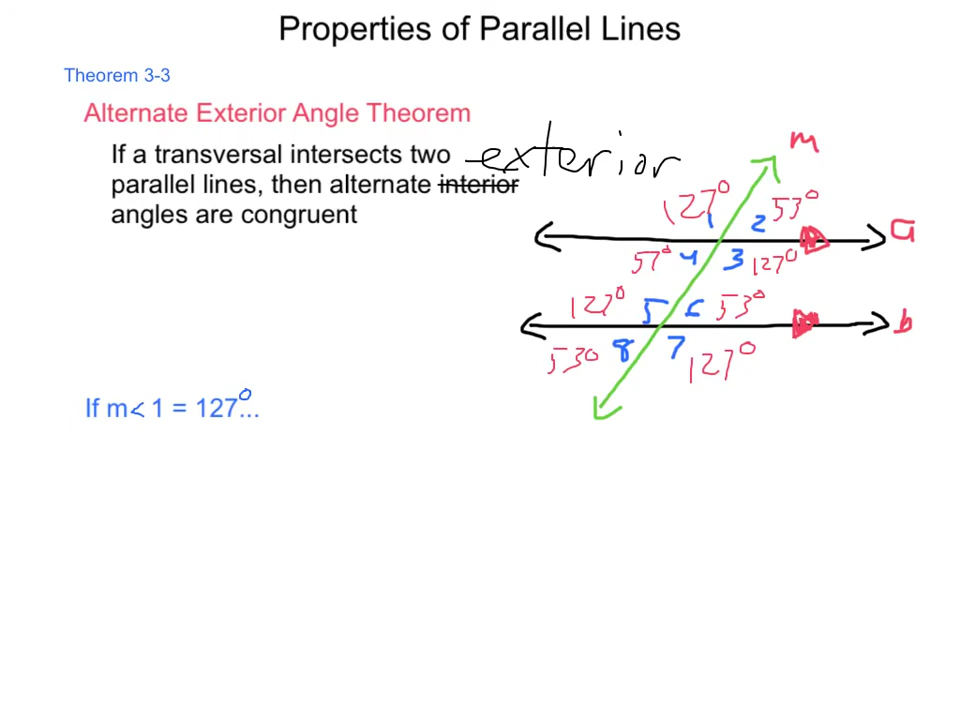 Properties of Parallel Lines
Theorem 3-3
Alternate Exterior Angle Theorem
If a transversal intersects two exterior
parallel lines, then alternate interior
angles are congruent
m
127° 53°
1 2
a
57° 4 3 127°
127° 5 6 53°
b
53° 8 7 127°
If m< 1 = 127°...